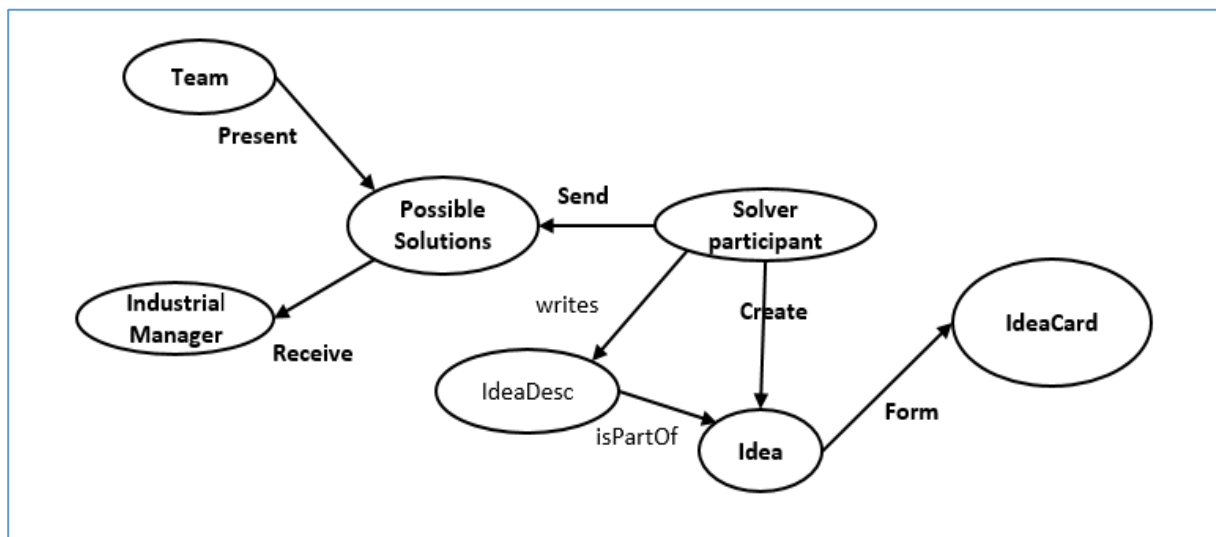 Team
Present
Possible
Solutions
Send
Solver
participant
Industrial
Manager
Receive
writes
Create
IdeaCard
IdeaDesc
isPartOf
Form
Idea